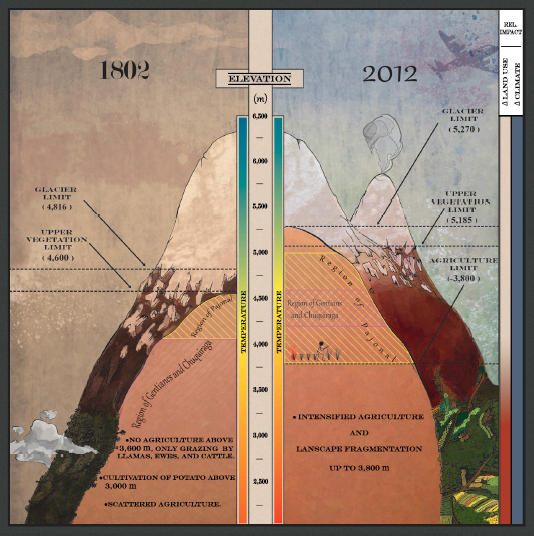 1802
2012
ELEVATION
(m)
REL.
IMPACT
Δ LAND USE
Δ CLIMATE
6,500
6,000
5,500
5,000
4,500
4,000
3,500
3,000
2,500
TEMPERATURE
TEMPERATURE
GLACIER
LIMIT
(4,816)
UPPER
VEGETATION
LIMIT
(4,600)
Region of Pajonal
Region of Gentianes and Chuquiraga
•NO AGRICULTURE ABOVE
3,600 m, ONLY GRAZING BY
LLAMAS, EWES, AND CATTLE.
•CULTIVATION OF POTATO ABOVE
3,000 m
•SCATTERED AGRICULTURE.
GLACIER
LIMIT
(5,270)
UPPER
VEGETATION
LIMIT
(5,185)
AGRICULTURE
LIMIT
(~3,800)
Region of Pajonal
Region of Gentians
and Chuquiraga
• INTENSIFIED AGRICULTURE
AND
LANSCAPE FRAGMENTATION
UP TO 3,800 m